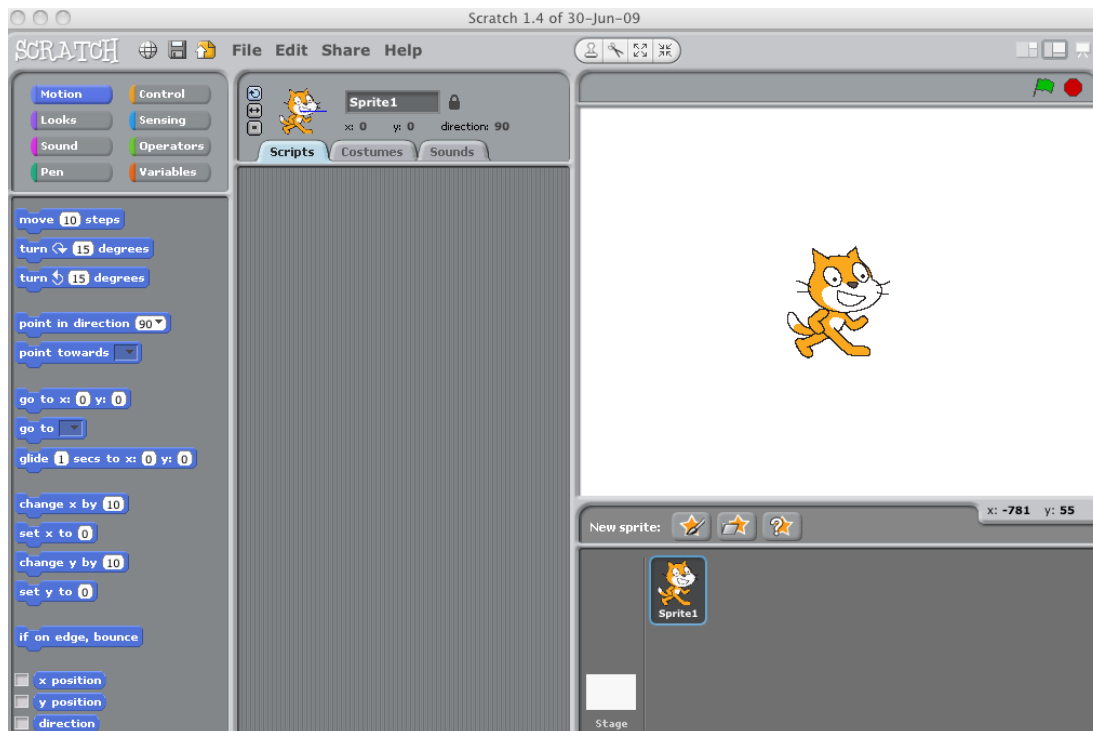 Scratch 1.4 of 30-Jun-09
SCRATCH File Edit Share Help
Motion Control
Looks Sensing
Sound Operators
Pen Variables
Sprite1
x: 0 y: 0 direction: 90
Scripts Costumes Sounds
move 10 steps
turn 15 degrees
turn 15 degrees
point in direction 90
point towards
go to x: 0 y: 0
go to
glide 1 secs to x: 0 y: 0
change x by 10
set x to 0
change y by 10
set y to 0
if on edge, bounce
x position
y position
direction
x: -781 y: 55
New sprite:
Sprite1
Stage